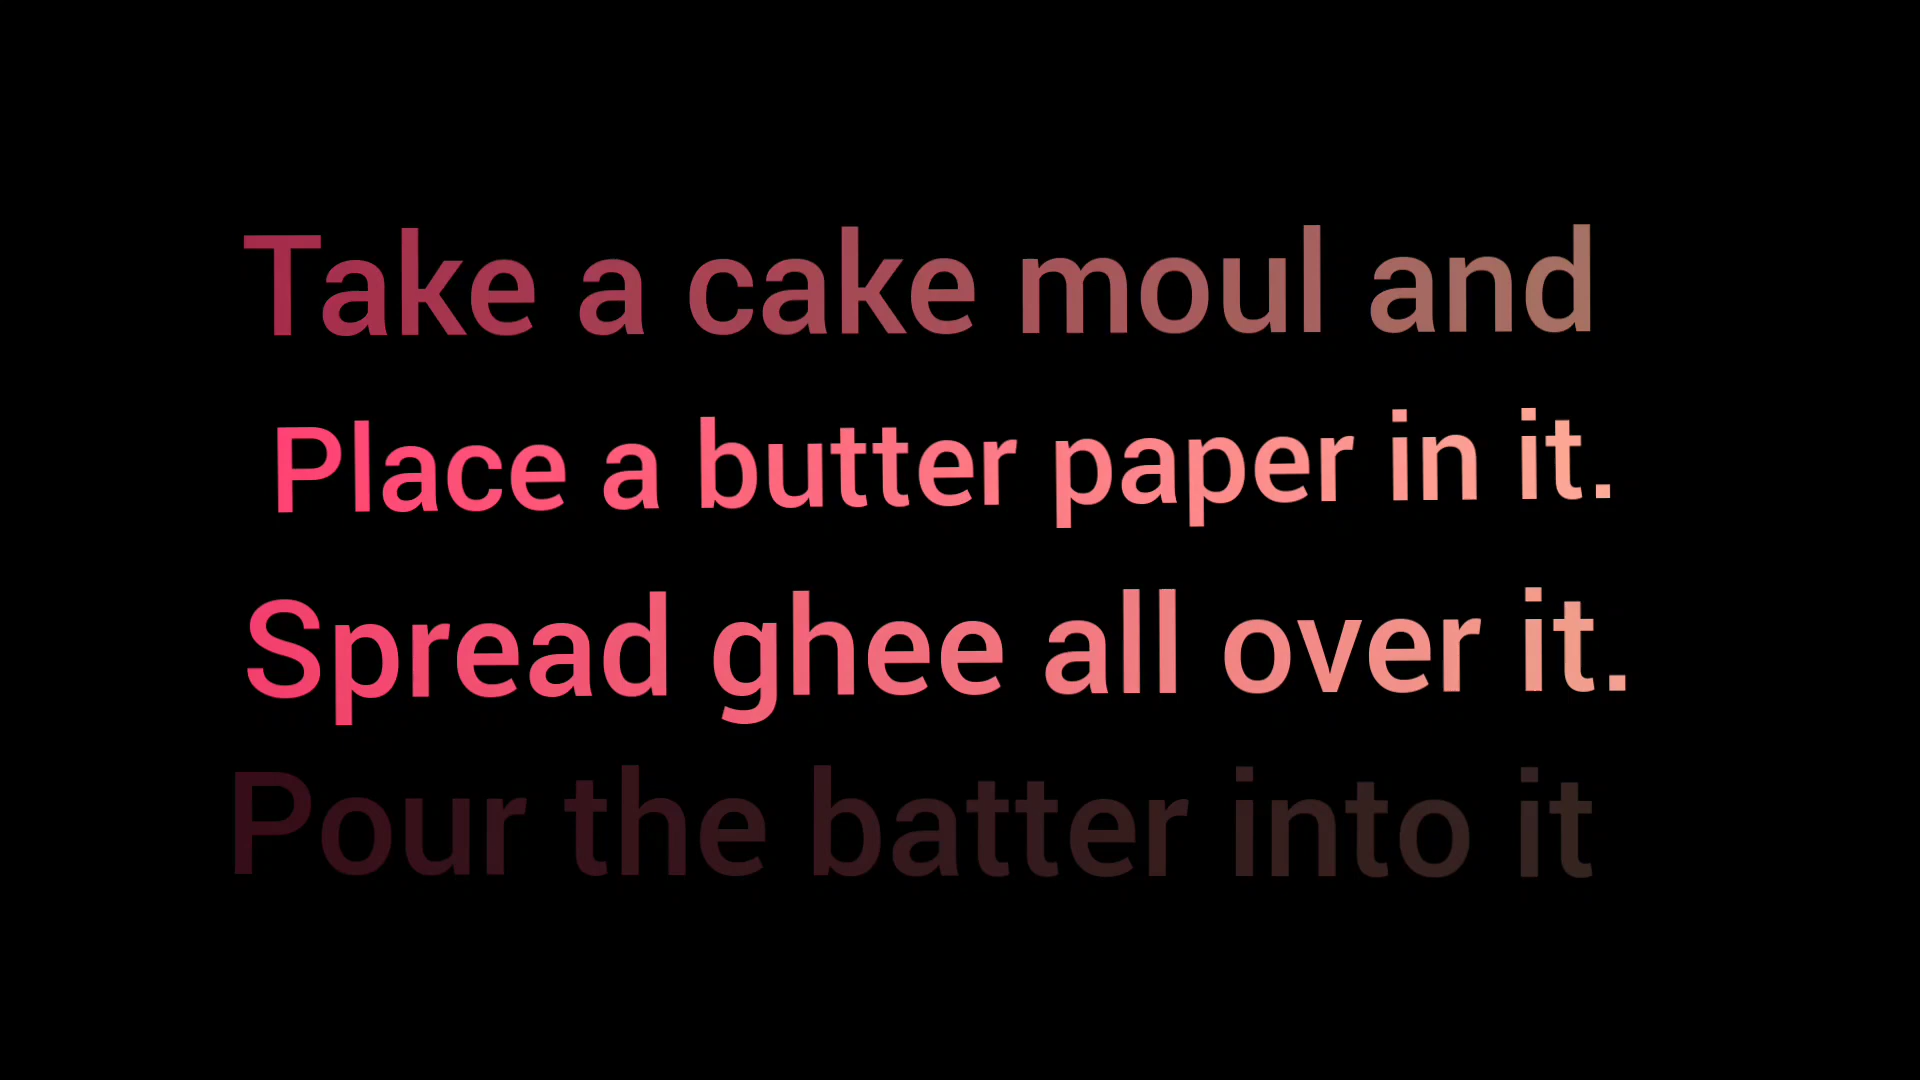 Take a cake moul and
Place a butter paper in it.
Spread ghee all over it.
Pour the batter into it